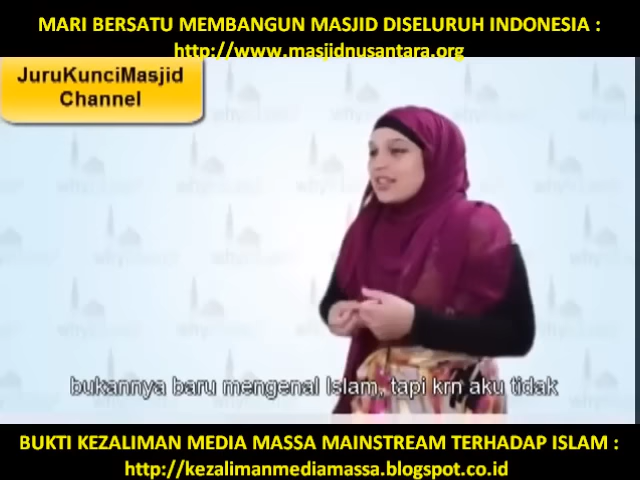 MARI BERSATU MEMBANGUN MASJID DISELURUH INDONESIA :
http://www.masjidnusantara.org
JuruKunciMasjid
Channel
bukannya baru mengenal Islam, tapi krn aku tidak
BUKTI KEZALIMAN MEDIA MASSA MAINSTREAM TERHADAP ISLAM :
http://kezalimanmediamassa.blogspot.co.id